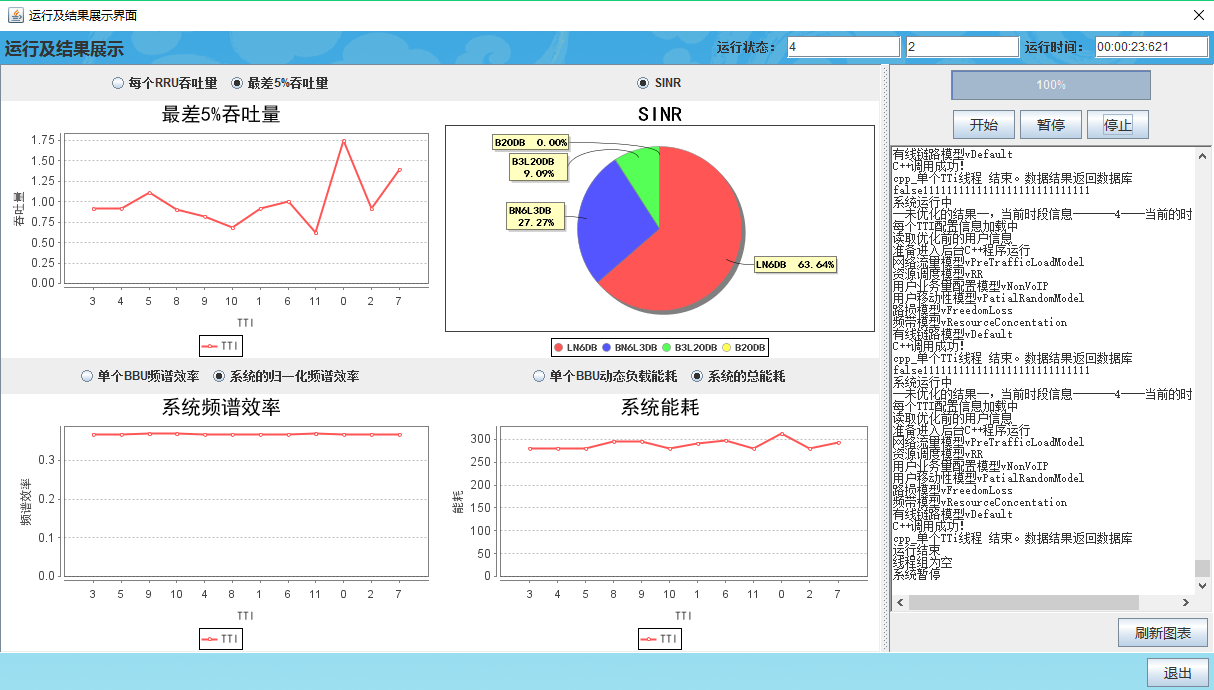 运行及结果展示界面
运行及结果展示
运行状态: 4 2 运行时间: 00:00:23:621
每个RRU吞吐量 最差5%吞吐量
最差5%吞吐量
吞吐量
1.75
1.50
1.25
1.00
0.75
0.50
0.25
0.00
3 4 5 8 9 10 1 6 11 0 2 7
TTI
TTI
SINR
SINR
B20DB 0.00%
B3L20DB 9.09%
BN6L3DB 27.27%
LN6DB 63.64%
LN6DB BN6L3DB B3L20DB B20DB
单个BBU频谱效率 系统的归一化频谱效率
系统频谱效率
频谱效率
0.3
0.2
0.1
0.0
3 5 9 10 4 8 1 6 11 0 2 7
TTI
TTI
单个BBU动态负载能耗 系统的总能耗
系统能耗
能耗
300
250
200
150
100
50
0
3 4 5 8 9 10 1 6 11 0 2 7
TTI
TTI
100%
开始 暂停 停止
有线链路模型vDefault
C++调用成功!
cpp_单个TTi线程 结束。数据结果返回数据库
false1111111111111111111111111111
系统运行中
一未优化的结果一，当前时段信息———————4———当前的时
每个TTI配置信息加载中
读取优化前的用户信息
准备进入后台C++程序运行
网络流里模型vPreTrafficLoadModel
资源调度模型vRR
用户业务里配置模型vNonVoIP
用户移动性模型vPatialRandomModel
路损模型vFreedomLoss
频带模型vResourceConcentation
有线链路模型vDefault
C++调用成功!
cpp_单个TTi线程 结束。数据结果返回数据库
false1111111111111111111111111111
系统运行中
一未优化的结果一，当前时段信息———————4———当前的时
每个TTI配置信息加载中
读取优化前的用户信息
准备进入后台C++程序运行
网络流里模型vPreTrafficLoadModel
资源调度模型vRR
用户业务里配置模型vNonVoIP
用户移动性模型vPatialRandomModel
路损模型vFreedomLoss
频带模型vResourceConcentation
有线链路模型vDefault
C++调用成功!
cpp_单个TTi线程 结束。数据结果返回数据库
运行结束
线程组为空
系统暂停
刷新图表
退出